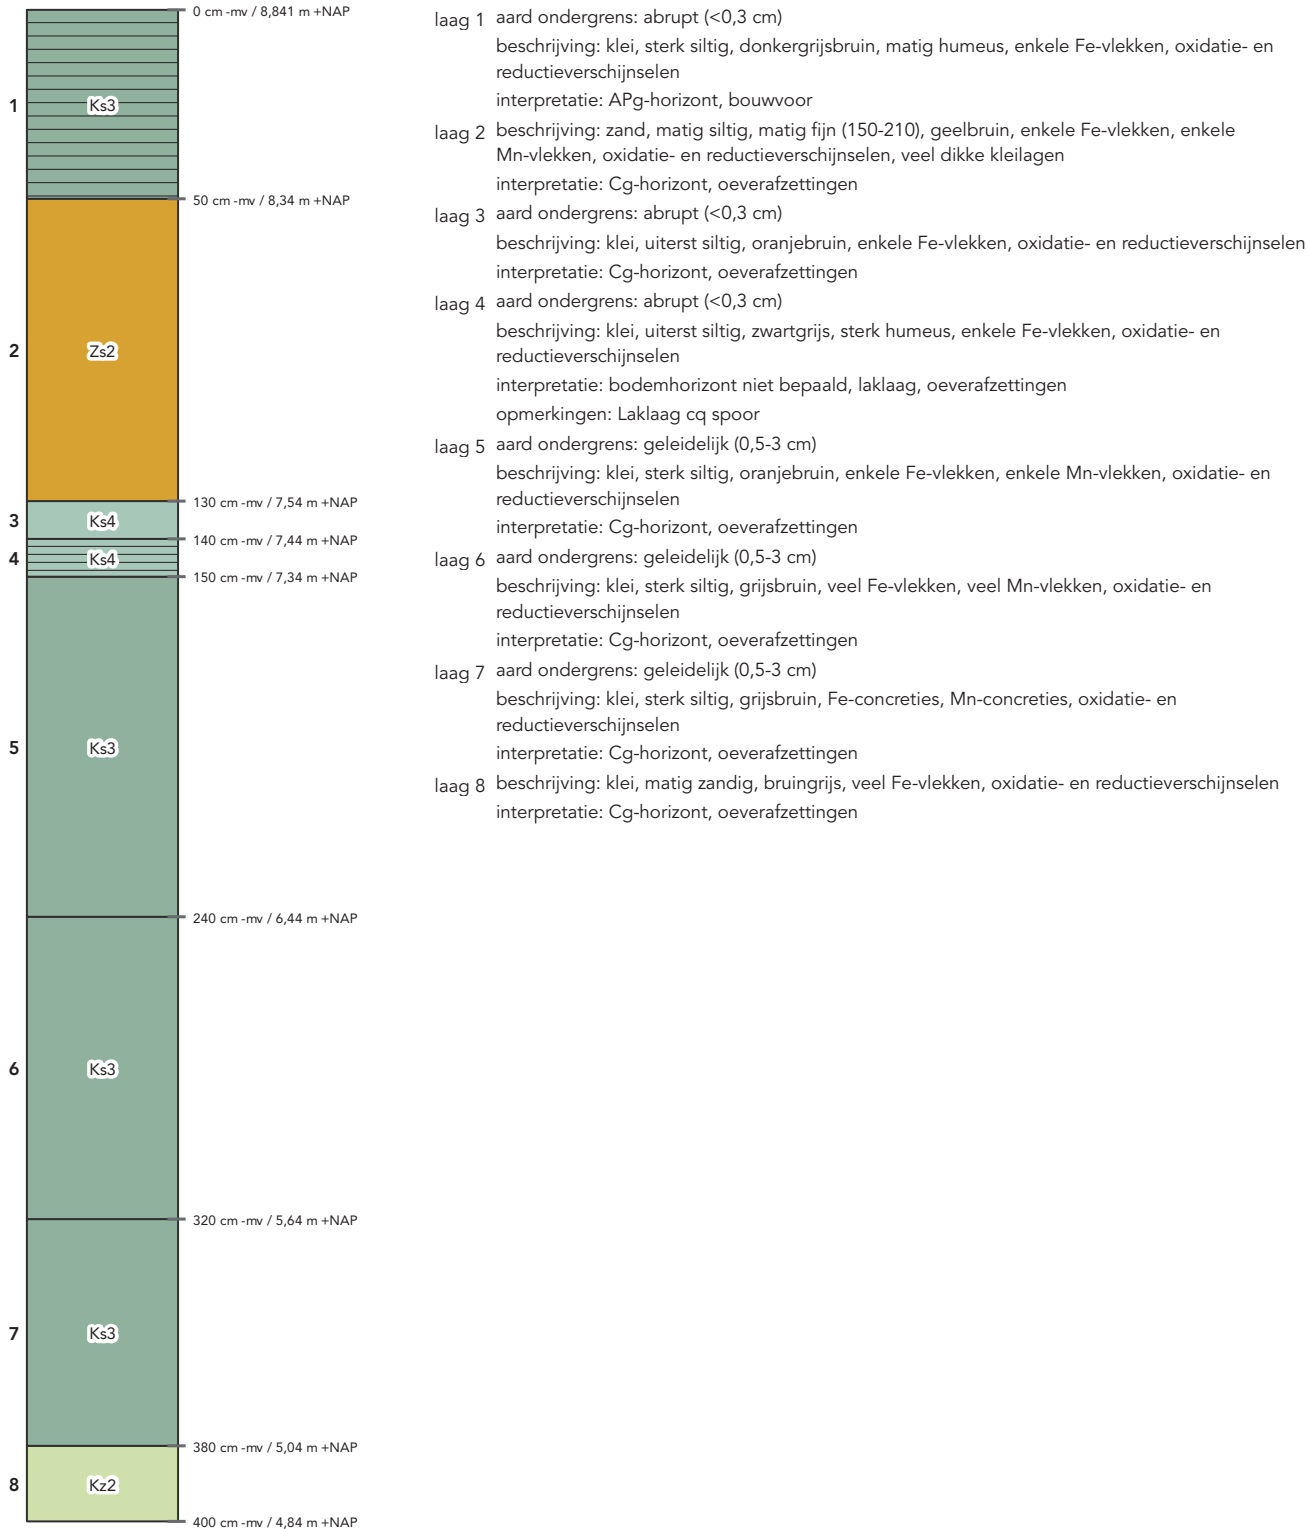 0 cm -mv / 8,841 m +NAP
1
Ks3
50 cm -mv / 8,34 m +NAP
2
Zs2
130 cm -mv / 7,54 m +NAP
3
Ks4
140 cm -mv / 7,44 m +NAP
4
Ks4
150 cm -mv / 7,34 m +NAP
5
Ks3
240 cm -mv / 6,44 m +NAP
6
Ks3
320 cm -mv / 5,64 m +NAP
7
Ks3
380 cm -mv / 5,04 m +NAP
8
Kz2
400 cm -mv / 4,84 m +NAP
laag 1 aard ondergrens: abrupt (<0,3 cm)
beschrijving: klei, sterk siltig, donkergrijsbruin, matig humeus, enkele Fe-vlekken, oxidatie- en
reductieverschijnselen
interpretatie: APg-horizont, bouwvoor
laag 2 beschrijving: zand, matig siltig, matig fijn (150-210), geelbruin, enkele Fe-vlekken, enkele
Mn-vlekken, oxidatie- en reductieverschijnselen, veel dikke kleilagen
interpretatie: Cg-horizont, oeverafzettingen
laag 3 aard ondergrens: abrupt (<0,3 cm)
beschrijving: klei, uiterst siltig, oranjebruin, enkele Fe-vlekken, oxidatie- en reductieverschijnselen
interpretatie: Cg-horizont, oeverafzettingen
laag 4 aard ondergrens: abrupt (<0,3 cm)
beschrijving: klei, uiterst siltig, zwartgrijs, sterk humeus, enkele Fe-vlekken, oxidatie- en
reductieverschijnselen
interpretatie: bodemhorizont niet bepaald, laklaag, oeverafzettingen
opmerkingen: Laklaag cq spoor
laag 5 aard ondergrens: geleidelijk (0,5-3 cm)
beschrijving: klei, sterk siltig, oranjebruin, enkele Fe-vlekken, enkele Mn-vlekken, oxidatie- en
reductieverschijnselen
interpretatie: Cg-horizont, oeverafzettingen
laag 6 aard ondergrens: geleidelijk (0,5-3 cm)
beschrijving: klei, sterk siltig, grijsbruin, veel Fe-vlekken, veel Mn-vlekken, oxidatie- en
reductieverschijnselen
interpretatie: Cg-horizont, oeverafzettingen
laag 7 aard ondergrens: geleidelijk (0,5-3 cm)
beschrijving: klei, sterk siltig, grijsbruin, Fe-concreties, Mn-concreties, oxidatie- en
reductieverschijnselen
interpretatie: Cg-horizont, oeverafzettingen
laag 8 beschrijving: klei, matig zandig, bruingrijs, veel Fe-vlekken, oxidatie- en reductieverschijnselen
interpretatie: Cg-horizont, oeverafzettingen